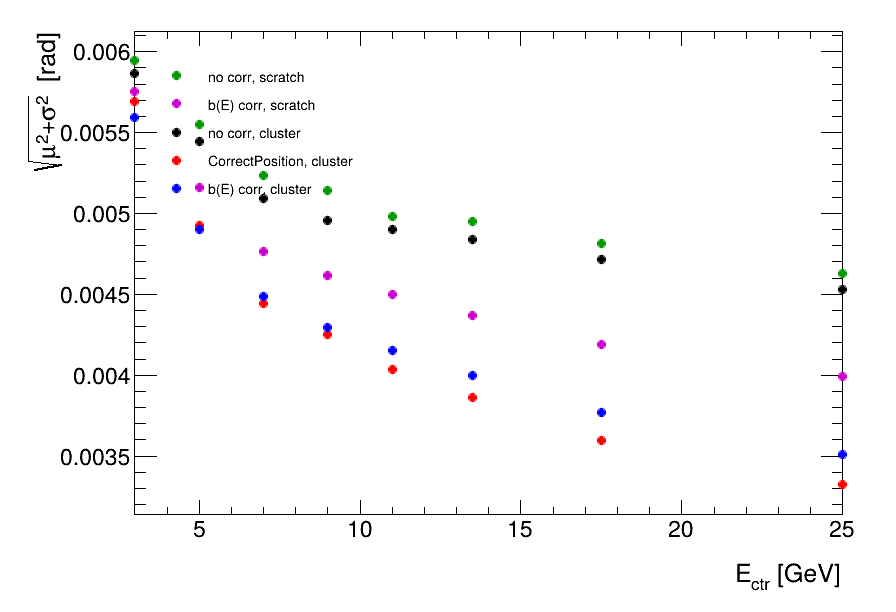 √μ²+σ² [rad]
0.006
0.0055
0.005
0.0045
0.004
0.0035
no corr, scratch
b(E) corr, scratch
no corr, cluster
CorrectPosition, cluster
b(E) corr, cluster
5 10 15 20 25
E_ctr [GeV]